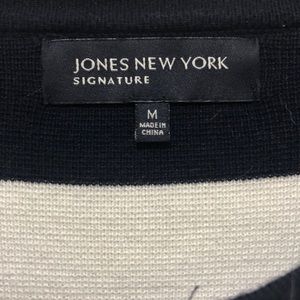 JONES NEW YORK
SIGNATURE
M
MADE IN
CHINA